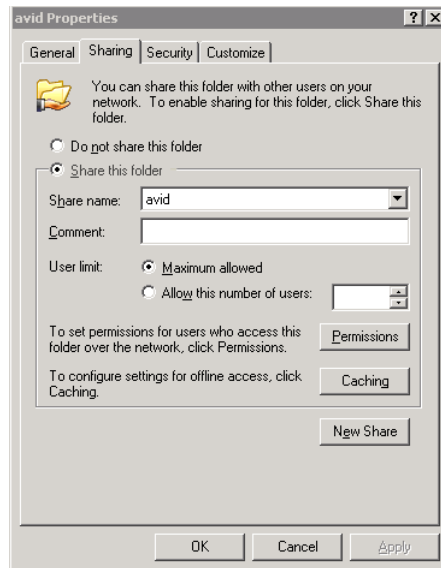 avid Properties
? X
General Sharing Security Customize
You can share this folder with other users on your
network. To enable sharing for this folder, click Share this
folder.
Do not share this folder
Share this folder
Share name: avid
Comment:
User limit: Maximum allowed
Allow this number of users:
To set permissions for users who access this
folder over the network, click Permissions.
Permissions
To configure settings for offline access, click
Caching.
Caching
New Share
OK Cancel Apply